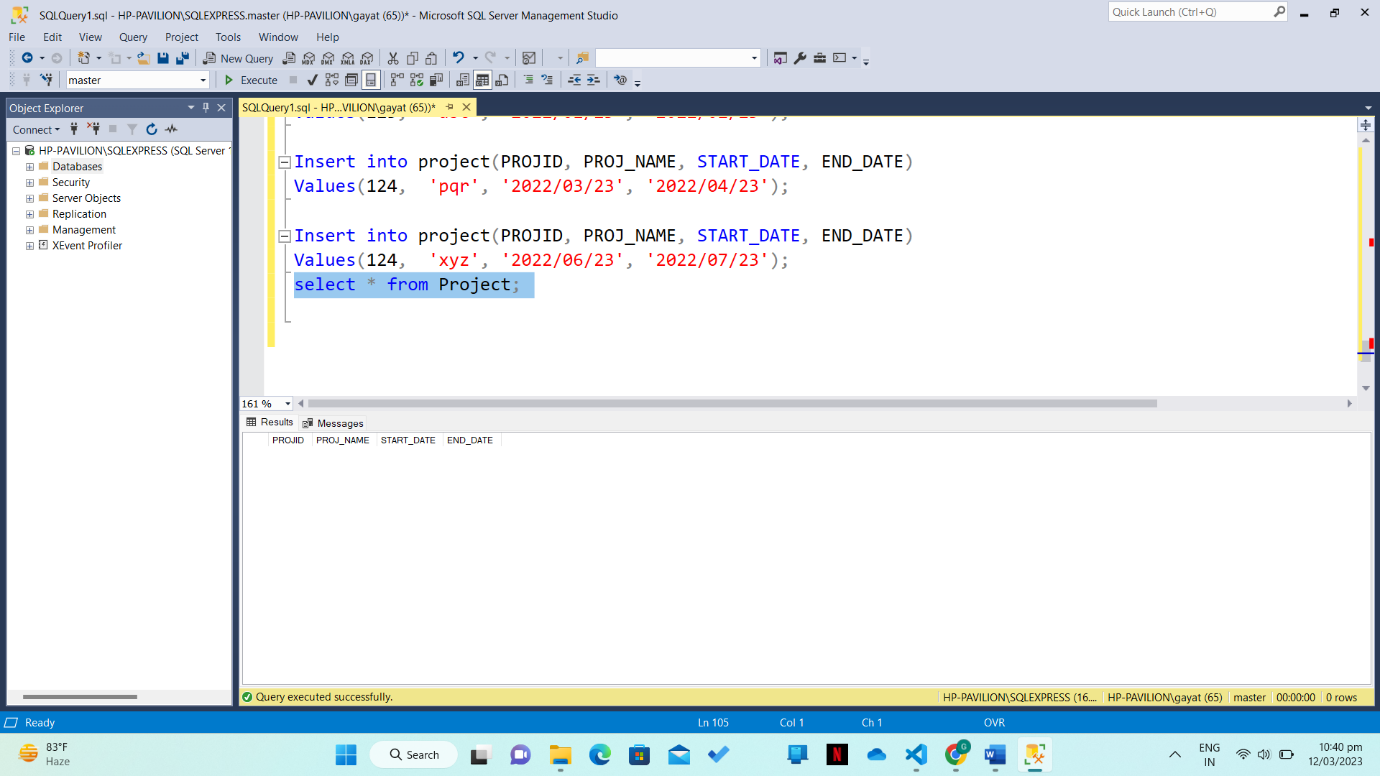 SQLQuery1.sql - HP-PAVILION\SQLEXPRESS.master (HP-PAVILION\gayat (65))* - Microsoft SQL Server Management Studio
Quick Launch (Ctrl+Q)
File Edit View Query Project Tools Window Help
New Query
master
Execute
Object Explorer
Connect
HP-PAVILION\SQLEXPRESS (SQL Server
Databases
Security
Server Objects
Replication
Management
XEvent Profiler
SQLQuery1.sql - HP...VILION\gayat (65))*
Insert into project(PROJID, PROJ_NAME, START_DATE, END_DATE)
Values(124, 'pqr', '2022/03/23', '2022/04/23');
Insert into project(PROJID, PROJ_NAME, START_DATE, END_DATE)
Values(124, 'xyz', '2022/06/23', '2022/07/23');
select * from Project;
161 %
Results Messages
PROJID PROJ_NAME START_DATE END_DATE
Query executed successfully.
HP-PAVILION\SQLEXPRESS (16.... HP-PAVILION\gayat (65) master 00:00:00 0 rows
Ready Ln 105 Col 1 Ch 1 OVR
83°F
Haze
Search
ENG
IN
10:40 pm
12/03/2023